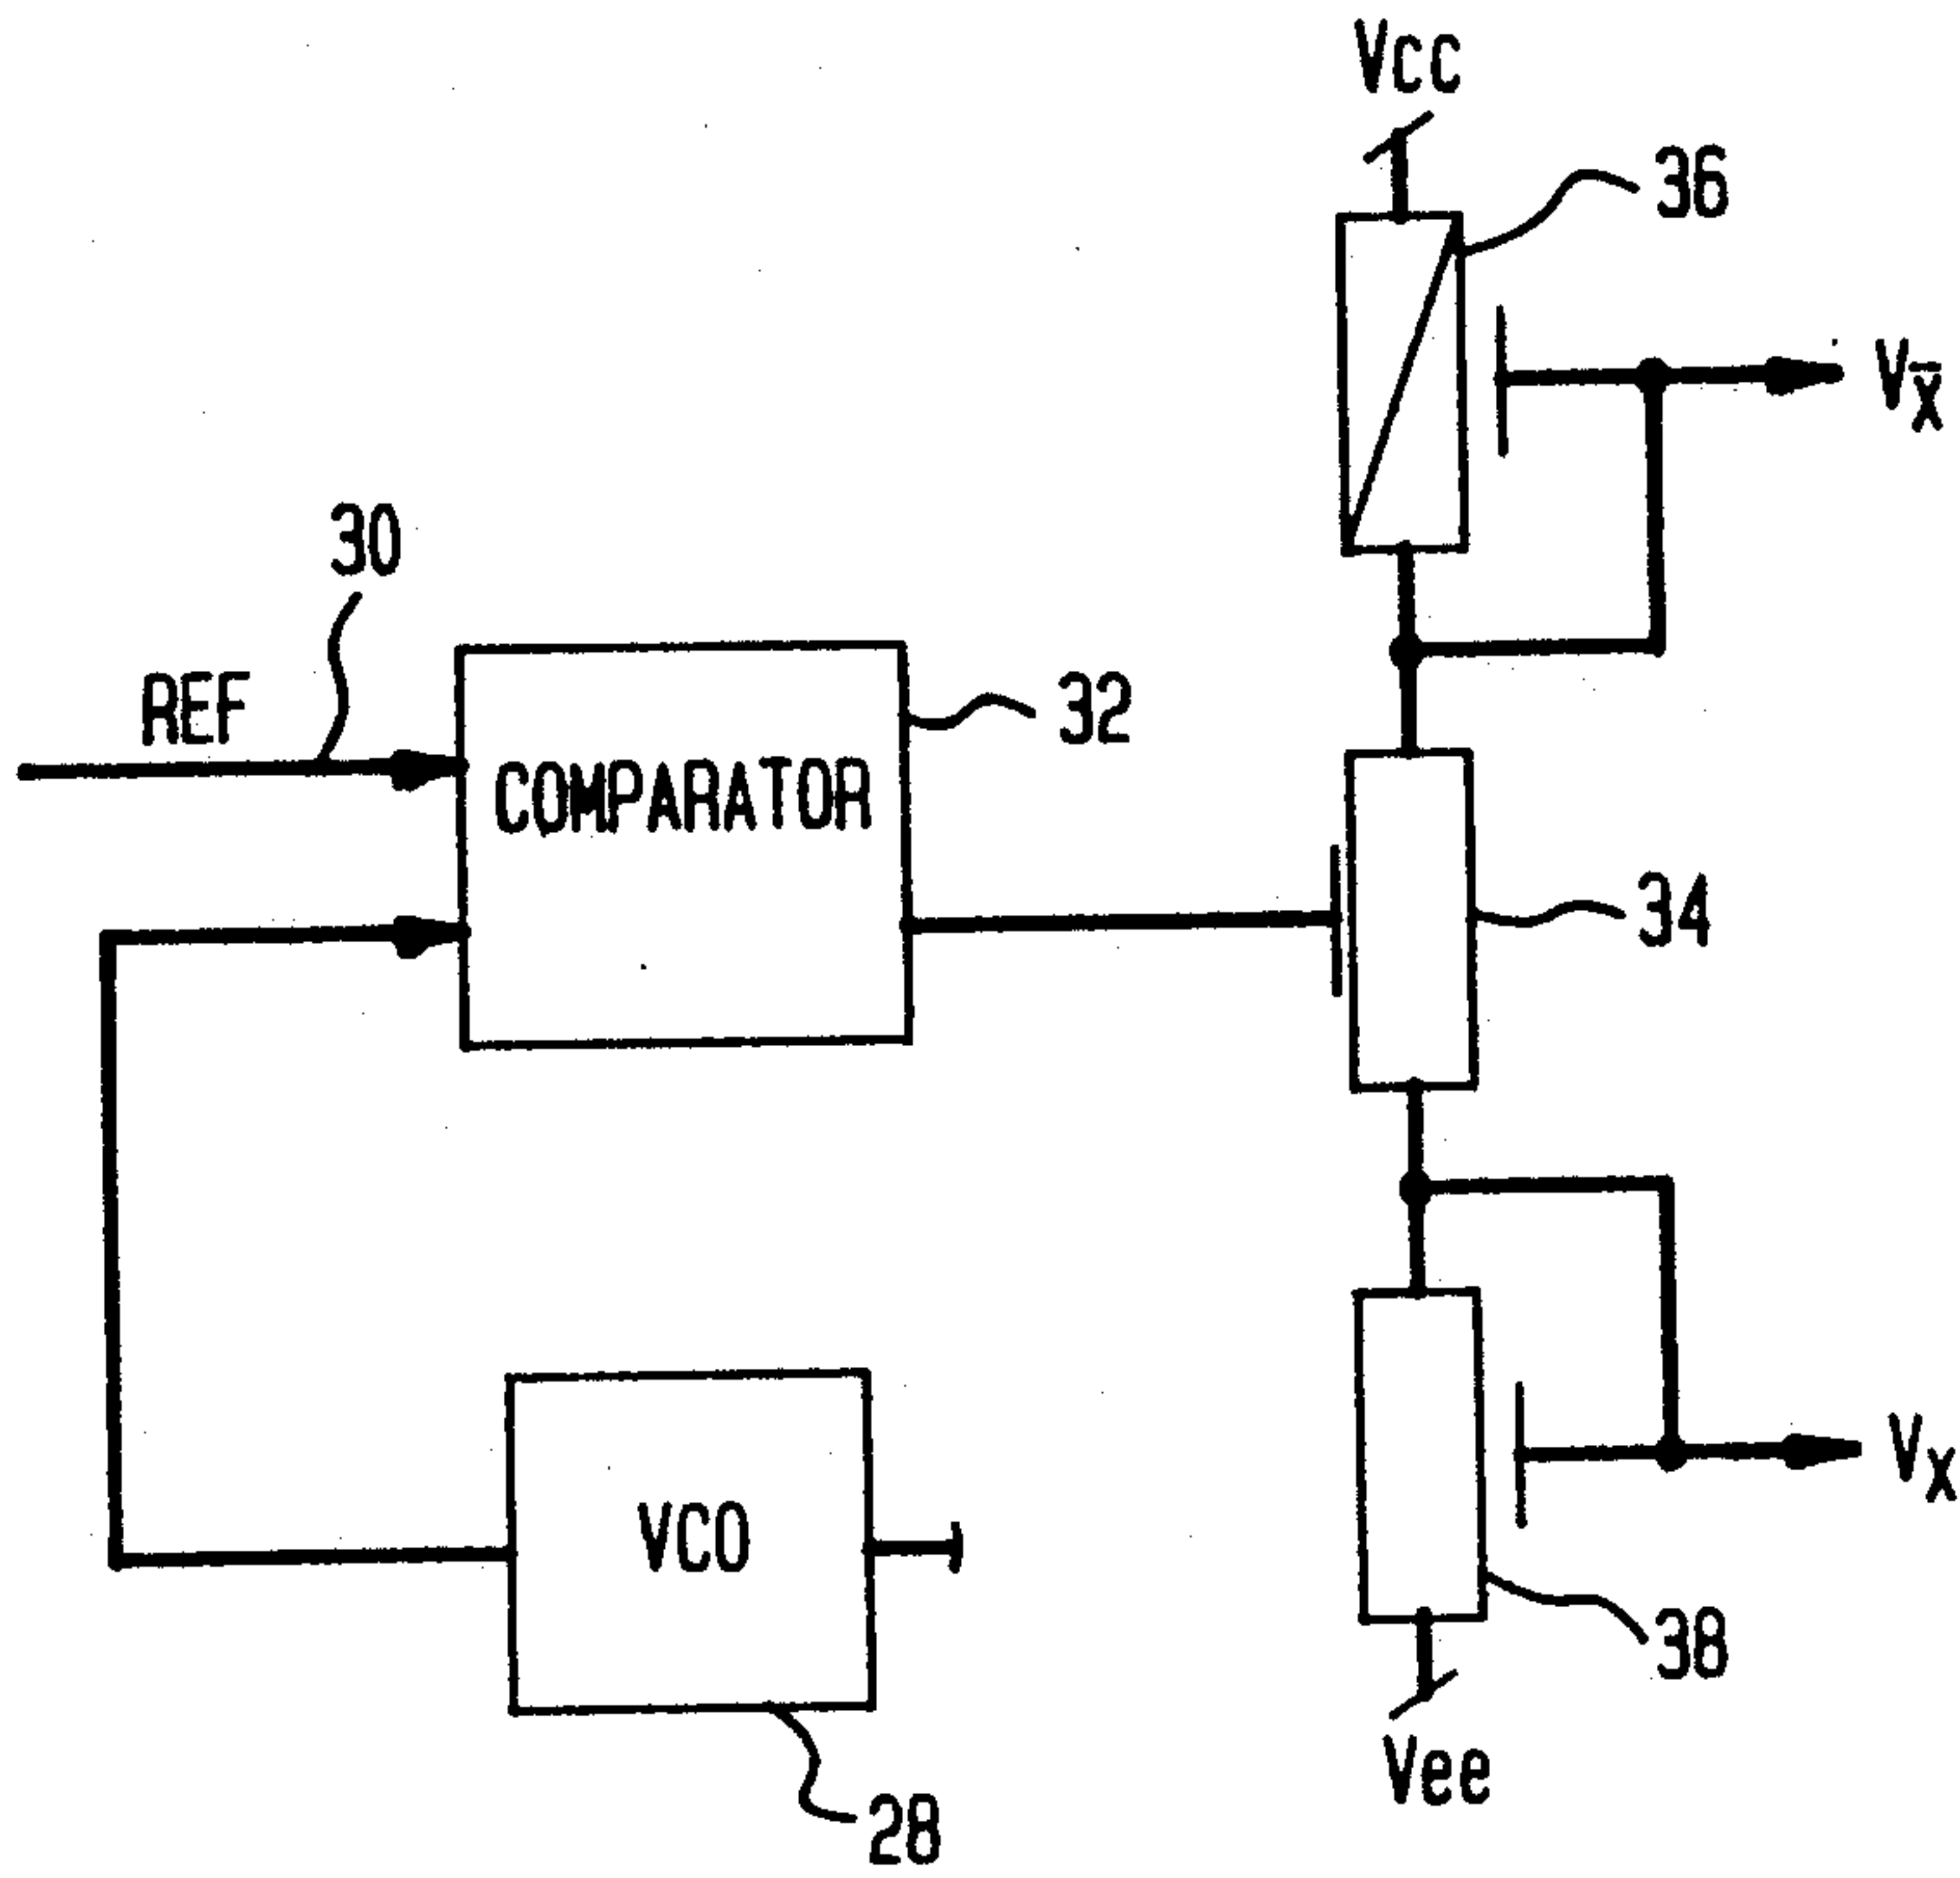 Vcc
36
Vx̅
30
REF
32
COMPARATOR
34
VCO
Vx
38
Vee
28